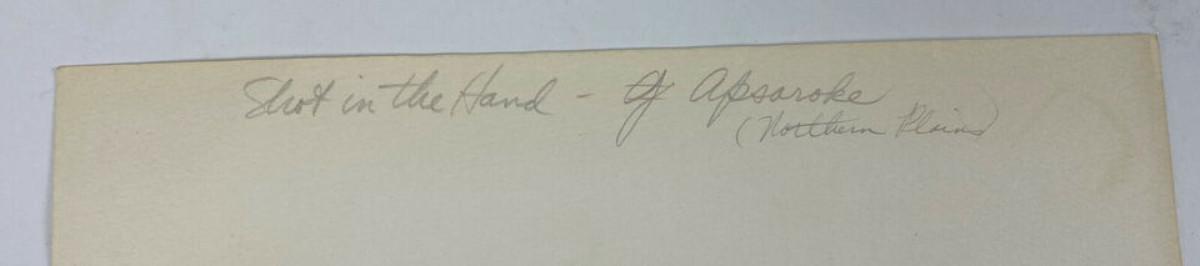 Shot in the Hand - Of Apsaroke
(Northern Plains)